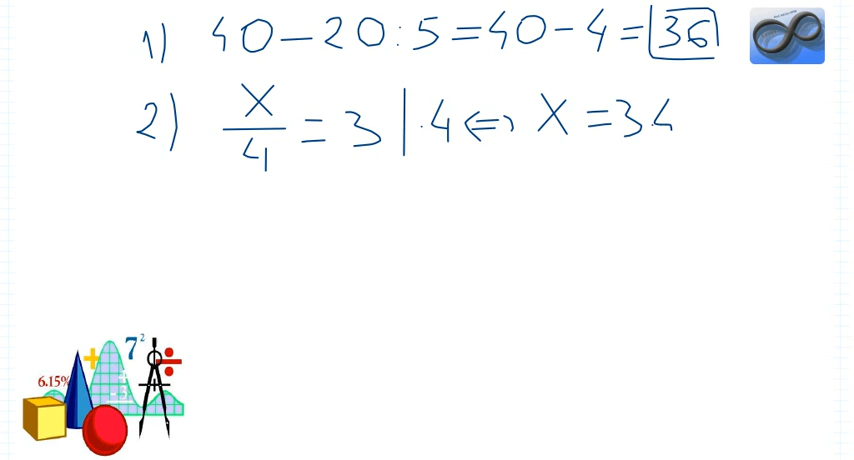 1) 40 - 20 : 5 = 40 - 4 = 36
2) x/4 = 3 | · 4 ⇔ x = 3 · 4
7²
6.15%